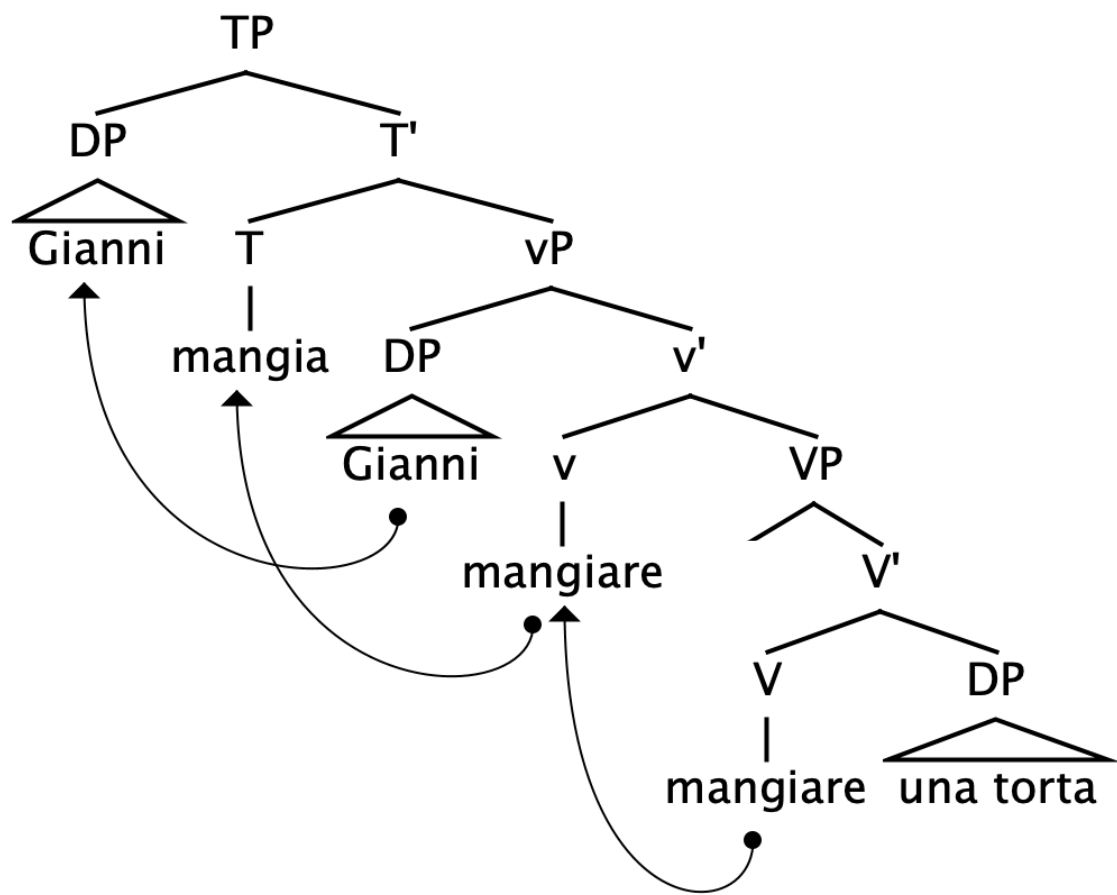 TP
DP T'
Gianni T vP
mangia DP v'
Gianni v VP
mangiare V'
V DP
mangiare una torta